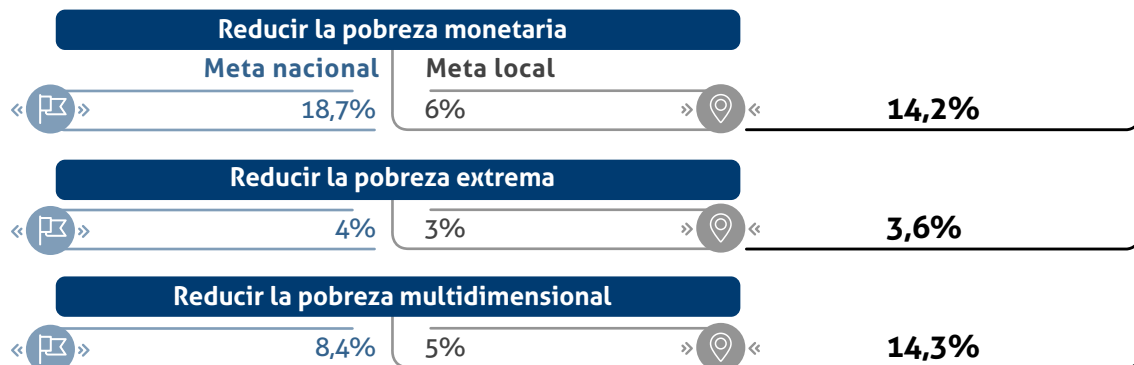 Reducir la pobreza monetaria
Meta nacional Meta local
18,7% 6% 14,2%
Reducir la pobreza extrema
4% 3% 3,6%
Reducir la pobreza multidimensional
8,4% 5% 14,3%